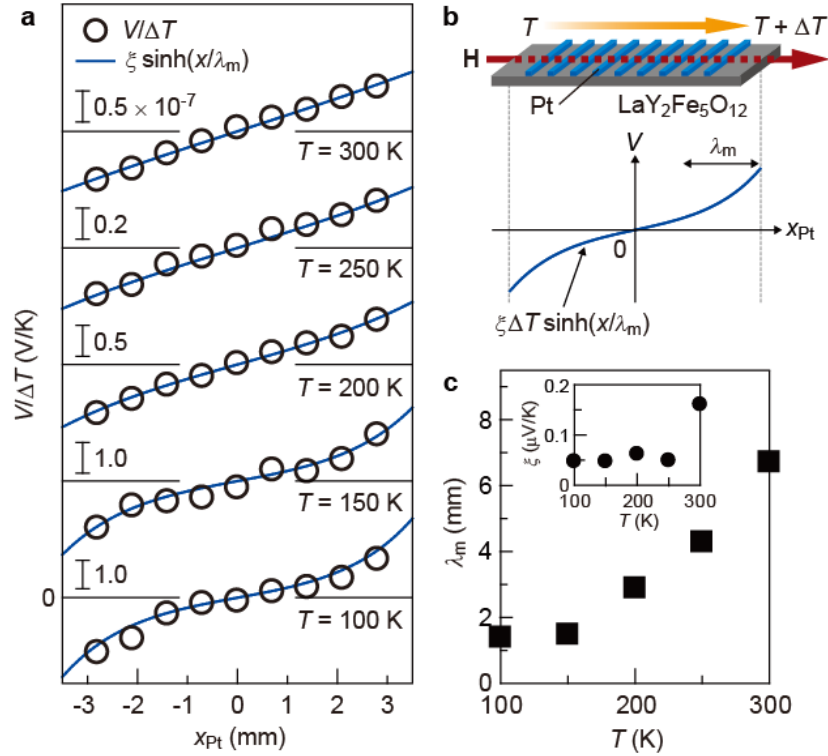 a
V/ΔT
ξ sinh(x/λm)
0.5 × 10⁻⁷
T = 300 K
0.2
T = 250 K
0.5
T = 200 K
1.0
T = 150 K
1.0
0
T = 100 K
V/ΔT (V/K)
-3 -2 -1 0 1 2 3
xPt (mm)
b
T T + ΔT
H
Pt LaY₂Fe₅O₁₂
V
λm
0 xPt
ξΔT sinh(x/λm)
c
0.2
0.1
0
ξ (μV/K)
100 200 300
T (K)
8
6
4
2
0
λm (mm)
100 200 300
T (K)